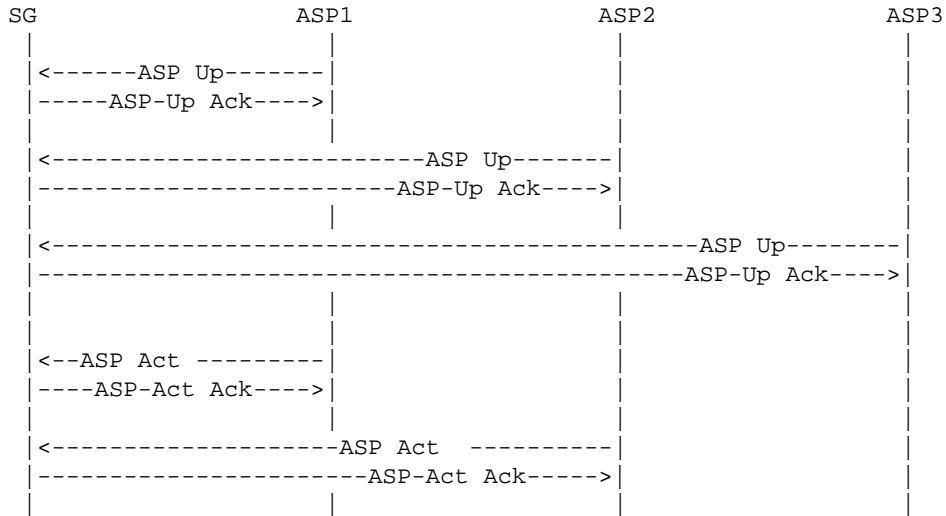 SG ASP1 ASP2 ASP3
<------ASP Up-------
-----ASP-Up Ack---->
<--------------------------ASP Up-------
-------------------------ASP-Up Ack---->
<---------------------------------------------ASP Up--------
---------------------------------------------ASP-Up Ack---->
<--ASP Act ---------
----ASP-Act Ack---->
<--------------------ASP Act ----------
-----------------------ASP-Act Ack----->